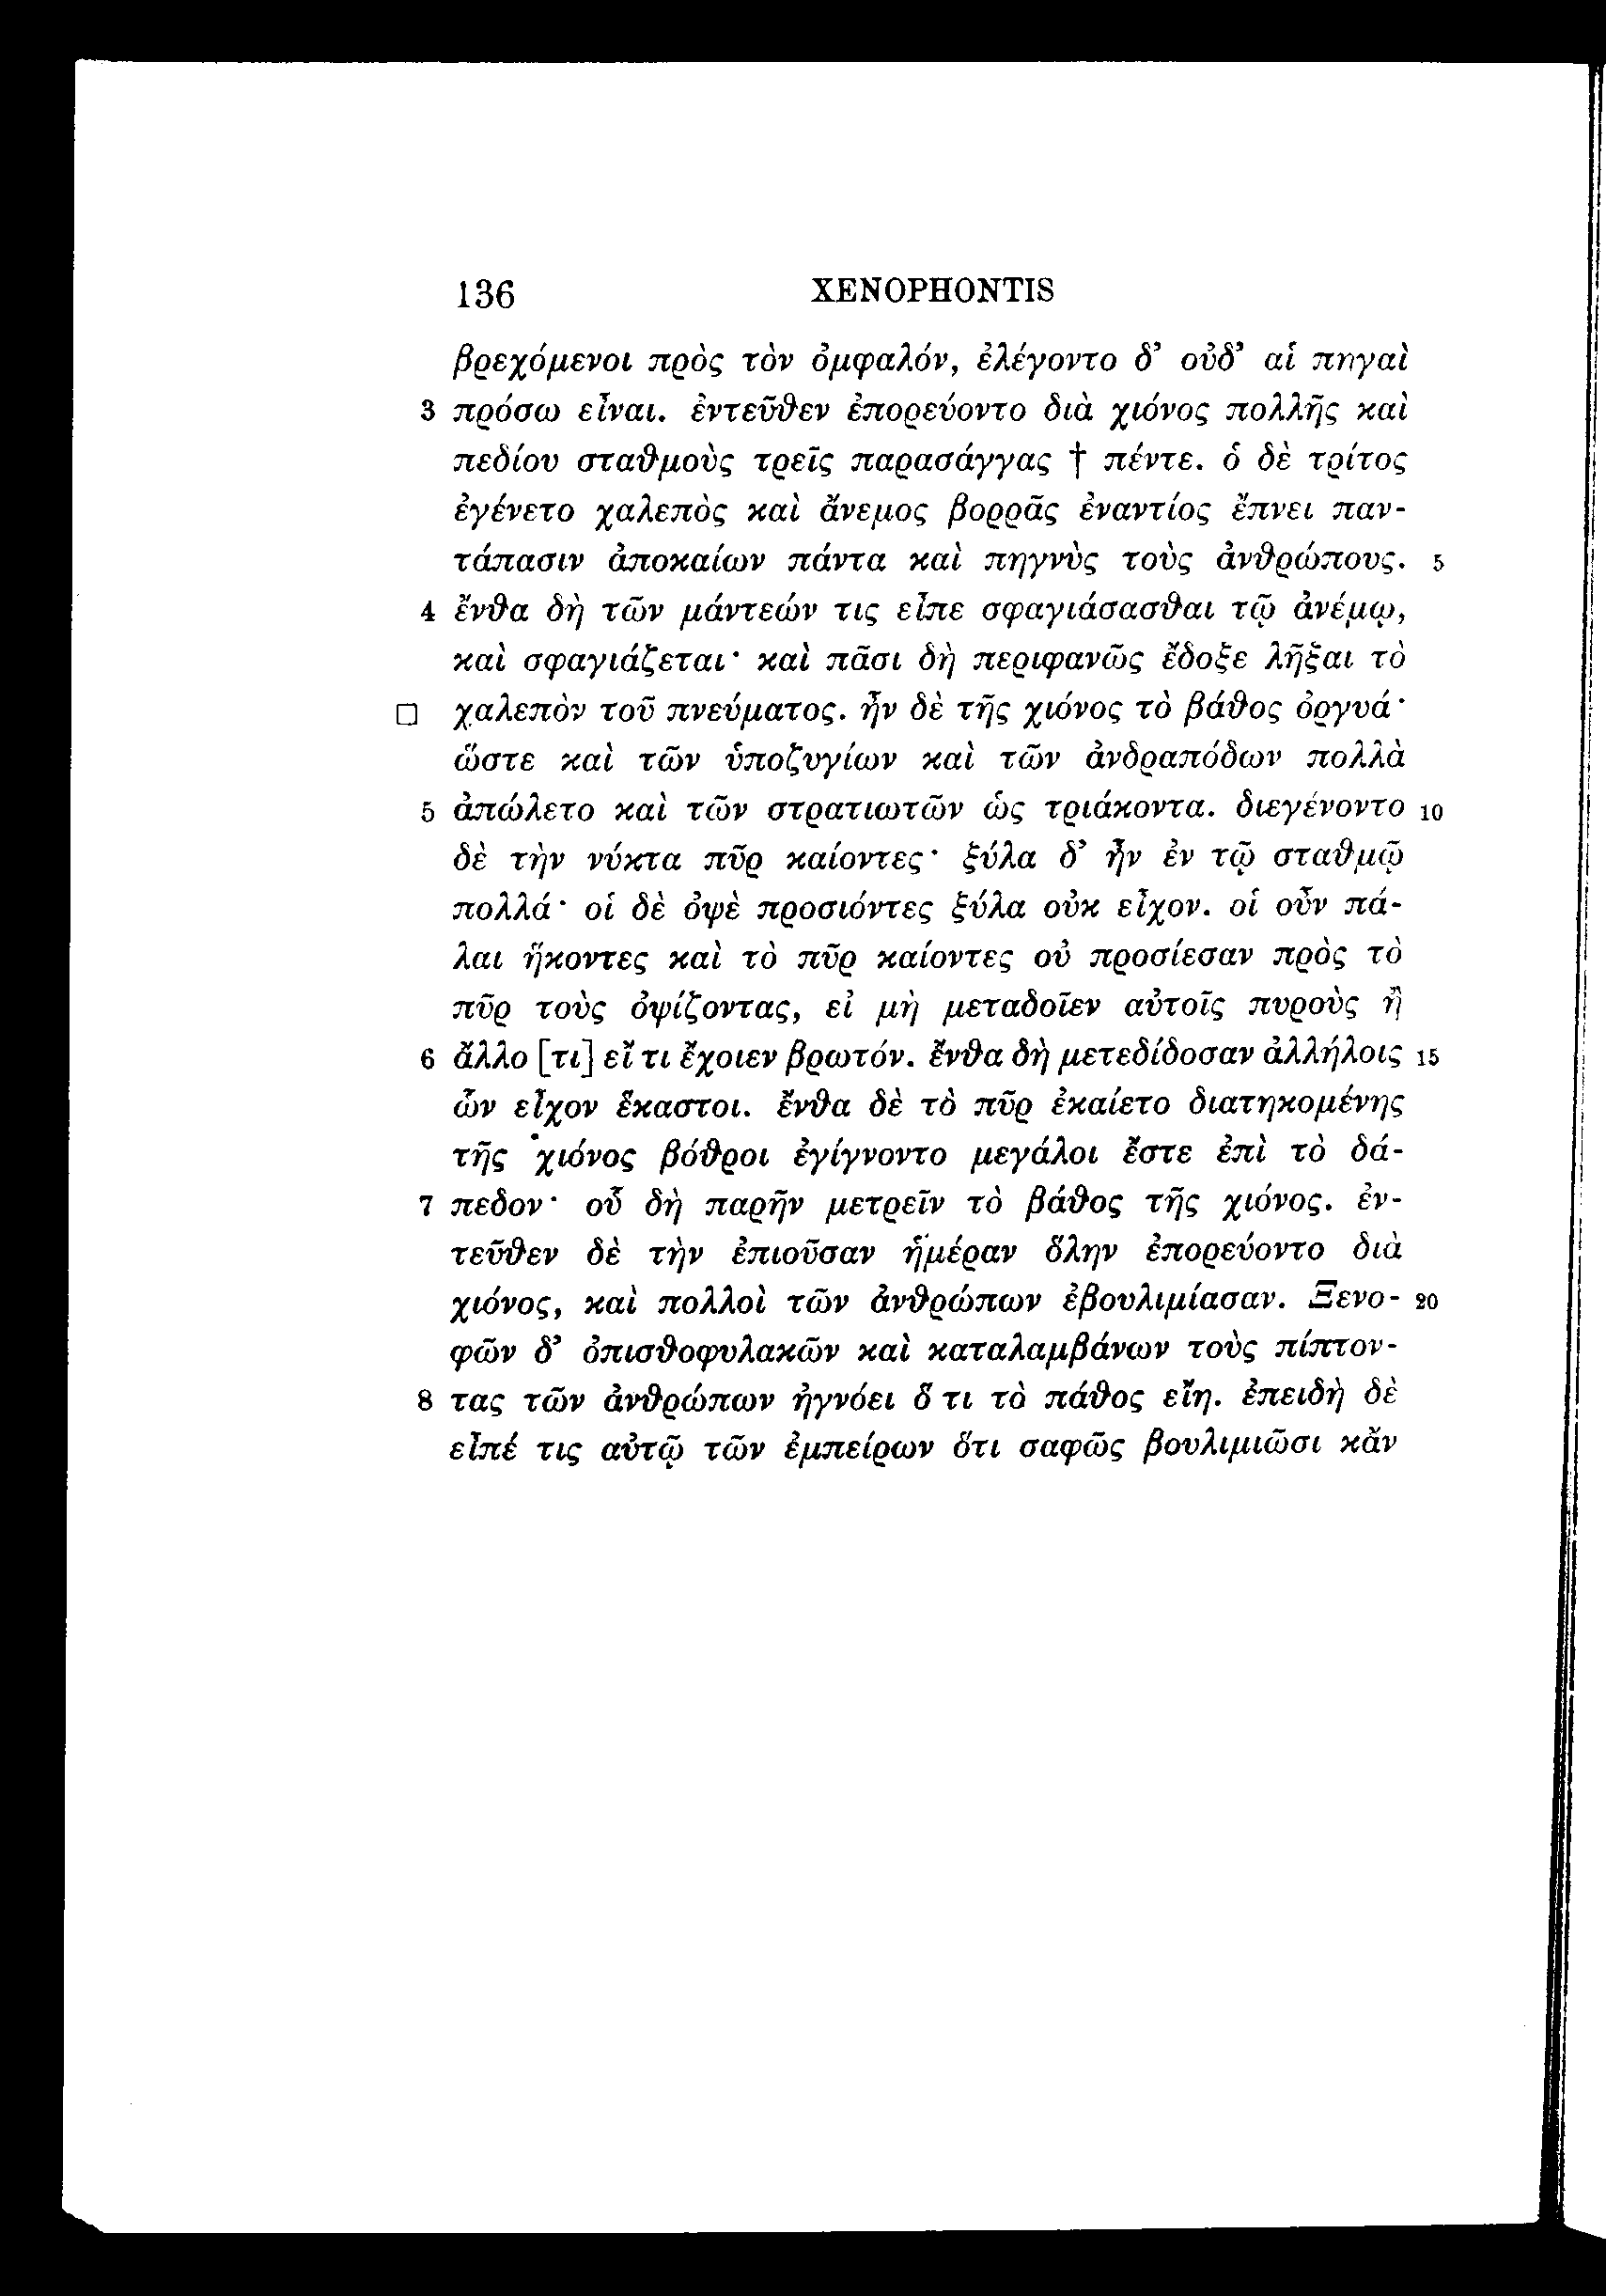 136 XENOPHONTIS
βρεχόμενοι πρὸς τὸν ὀμφαλόν, ἐλέγοντο δ’ οὐδ’ αἱ πηγαὶ
3 πρόσω εἶναι. ἐντεῦθεν ἐπορεύοντο διὰ χιόνος πολλῆς καὶ
πεδίου σταθμοὺς τρεῖς παρασάγγας † πέντε. ὁ δὲ τρίτος
ἐγένετο χαλεπὸς καὶ ἄνεμος βορρᾶς ἐναντίος ἔπνει παν-
τάπασιν ἀποκαίων πάντα καὶ πηγνὺς τοὺς ἀνθρώπους. 5
4 ἔνθα δὴ τῶν μάντεών τις εἶπε σφαγιάσασθαι τῷ ἀνέμῳ,
καὶ σφαγιάζεται· καὶ πᾶσι δὴ περιφανῶς ἔδοξε λῆξαι τὸ
□ χαλεπὸν τοῦ πνεύματος. ἦν δὲ τῆς χιόνος τὸ βάθος ὀργυά·
ὥστε καὶ τῶν ὑποζυγίων καὶ τῶν ἀνδραπόδων πολλὰ
5 ἀπώλετο καὶ τῶν στρατιωτῶν ὡς τριάκοντα. διεγένοντο 10
δὲ τὴν νύκτα πῦρ καίοντες· ξύλα δ’ ἦν ἐν τῷ σταθμῷ
πολλά· οἱ δὲ ὀψὲ προσιόντες ξύλα οὐκ εἶχον. οἱ οὖν πά-
λαι ἥκοντες καὶ τὸ πῦρ καίοντες οὐ προσίεσαν πρὸς τὸ
πῦρ τοὺς ὀψίζοντας, εἰ μὴ μεταδοῖεν αὐτοῖς πυροὺς ἢ
6 ἄλλο [τι] εἴ τι ἔχοιεν βρωτόν. ἔνθα δὴ μετεδίδοσαν ἀλλήλοις 15
ὧν εἶχον ἕκαστοι. ἔνθα δὲ τὸ πῦρ ἐκαίετο διατηκομένης
τῆς χιόνος βόθροι ἐγίγνοντο μεγάλοι ἔστε ἐπὶ τὸ δά-
7 πεδον· οὗ δὴ παρῆν μετρεῖν τὸ βάθος τῆς χιόνος. ἐν-
τεῦθεν δὲ τὴν ἐπιοῦσαν ἡμέραν ὅλην ἐπορεύοντο διὰ
χιόνος, καὶ πολλοὶ τῶν ἀνθρώπων ἐβουλιμίασαν. Ξενο- 20
φῶν δ’ ὀπισθοφυλακῶν καὶ καταλαμβάνων τοὺς πίπτον-
8 τας τῶν ἀνθρώπων ἠγνόει ὅ τι τὸ πάθος εἴη. ἐπειδὴ δὲ
εἶπέ τις αὐτῷ τῶν ἐμπείρων ὅτι σαφῶς βουλιμιῶσι κἄν